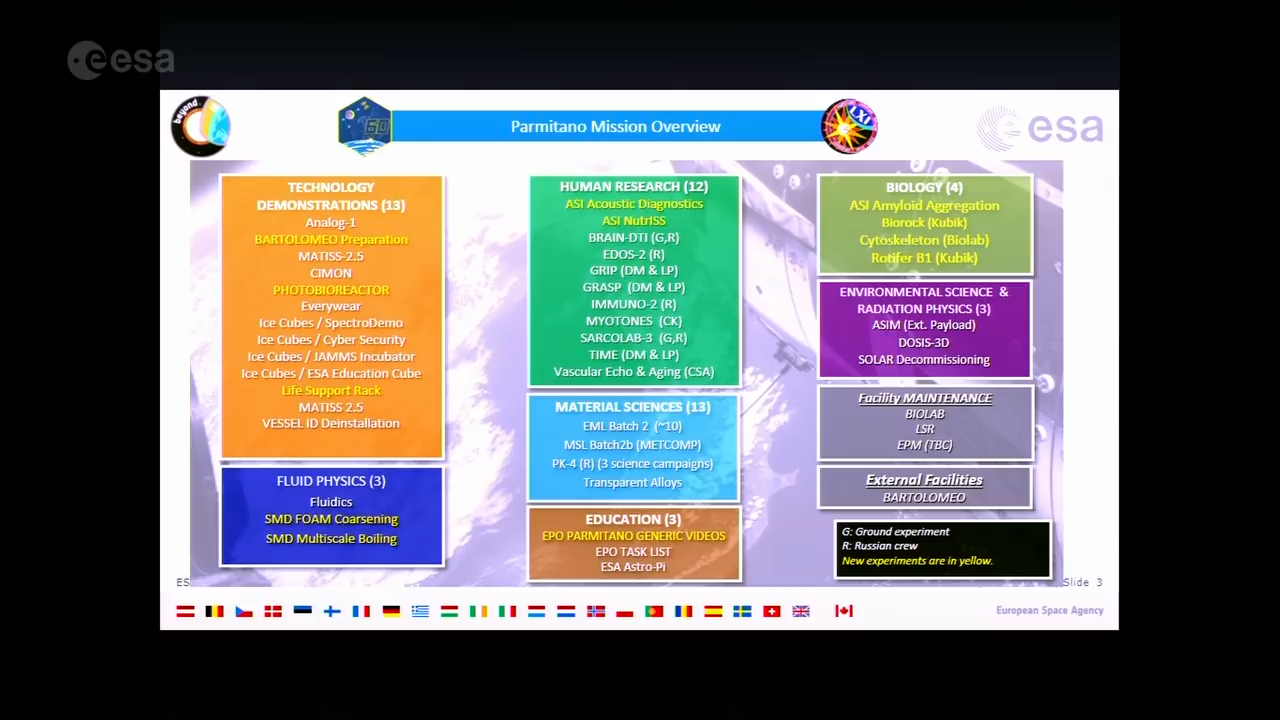 esa
beyond
60
Parmitano Mission Overview
LXI
esa
TECHNOLOGY
DEMONSTRATIONS (13)
Analog-1
BARTOLOMEO Preparation
MATISS-2.5
CIMON
PHOTOBIOREACTOR
Everywear
Ice Cubes / SpectroDemo
Ice Cubes / Cyber Security
Ice Cubes / JAMMS Incubator
Ice Cubes / ESA Education Cube
Life Support Rack
MATISS 2.5
VESSEL ID Deinstallation
FLUID PHYSICS (3)
Fluidics
SMD FOAM Coarsening
SMD Multiscale Boiling
HUMAN RESEARCH (12)
ASI Acoustic Diagnostics
ASI NutrISS
BRAIN-DTI (G,R)
EDOS-2 (R)
GRIP (DM & LP)
GRASP (DM & LP)
IMMUNO-2 (R)
MYOTONES (CK)
SARCOLAB-3 (G,R)
TIME (DM & LP)
Vascular Echo & Aging (CSA)
MATERIAL SCIENCES (13)
EML Batch 2 (~10)
MSL Batch2b (METCOMP)
PK-4 (R) (3 science campaigns)
Transparent Alloys
EDUCATION (3)
EPO PARMITANO GENERIC VIDEOS
EPO TASK LIST
ESA Astro-Pi
BIOLOGY (4)
ASI Amyloid Aggregation
Biorock (Kubik)
Cytoskeleton (Biolab)
Rotifer B1 (Kubik)
ENVIRONMENTAL SCIENCE &
RADIATION PHYSICS (3)
ASIM (Ext. Payload)
DOSIS-3D
SOLAR Decommissioning
Facility MAINTENANCE
BIOLAB
LSR
EPM (TBC)
External Facilities
BARTOLOMEO
G: Ground experiment
R: Russian crew
New experiments are in yellow.
ES
Slide 3
European Space Agency